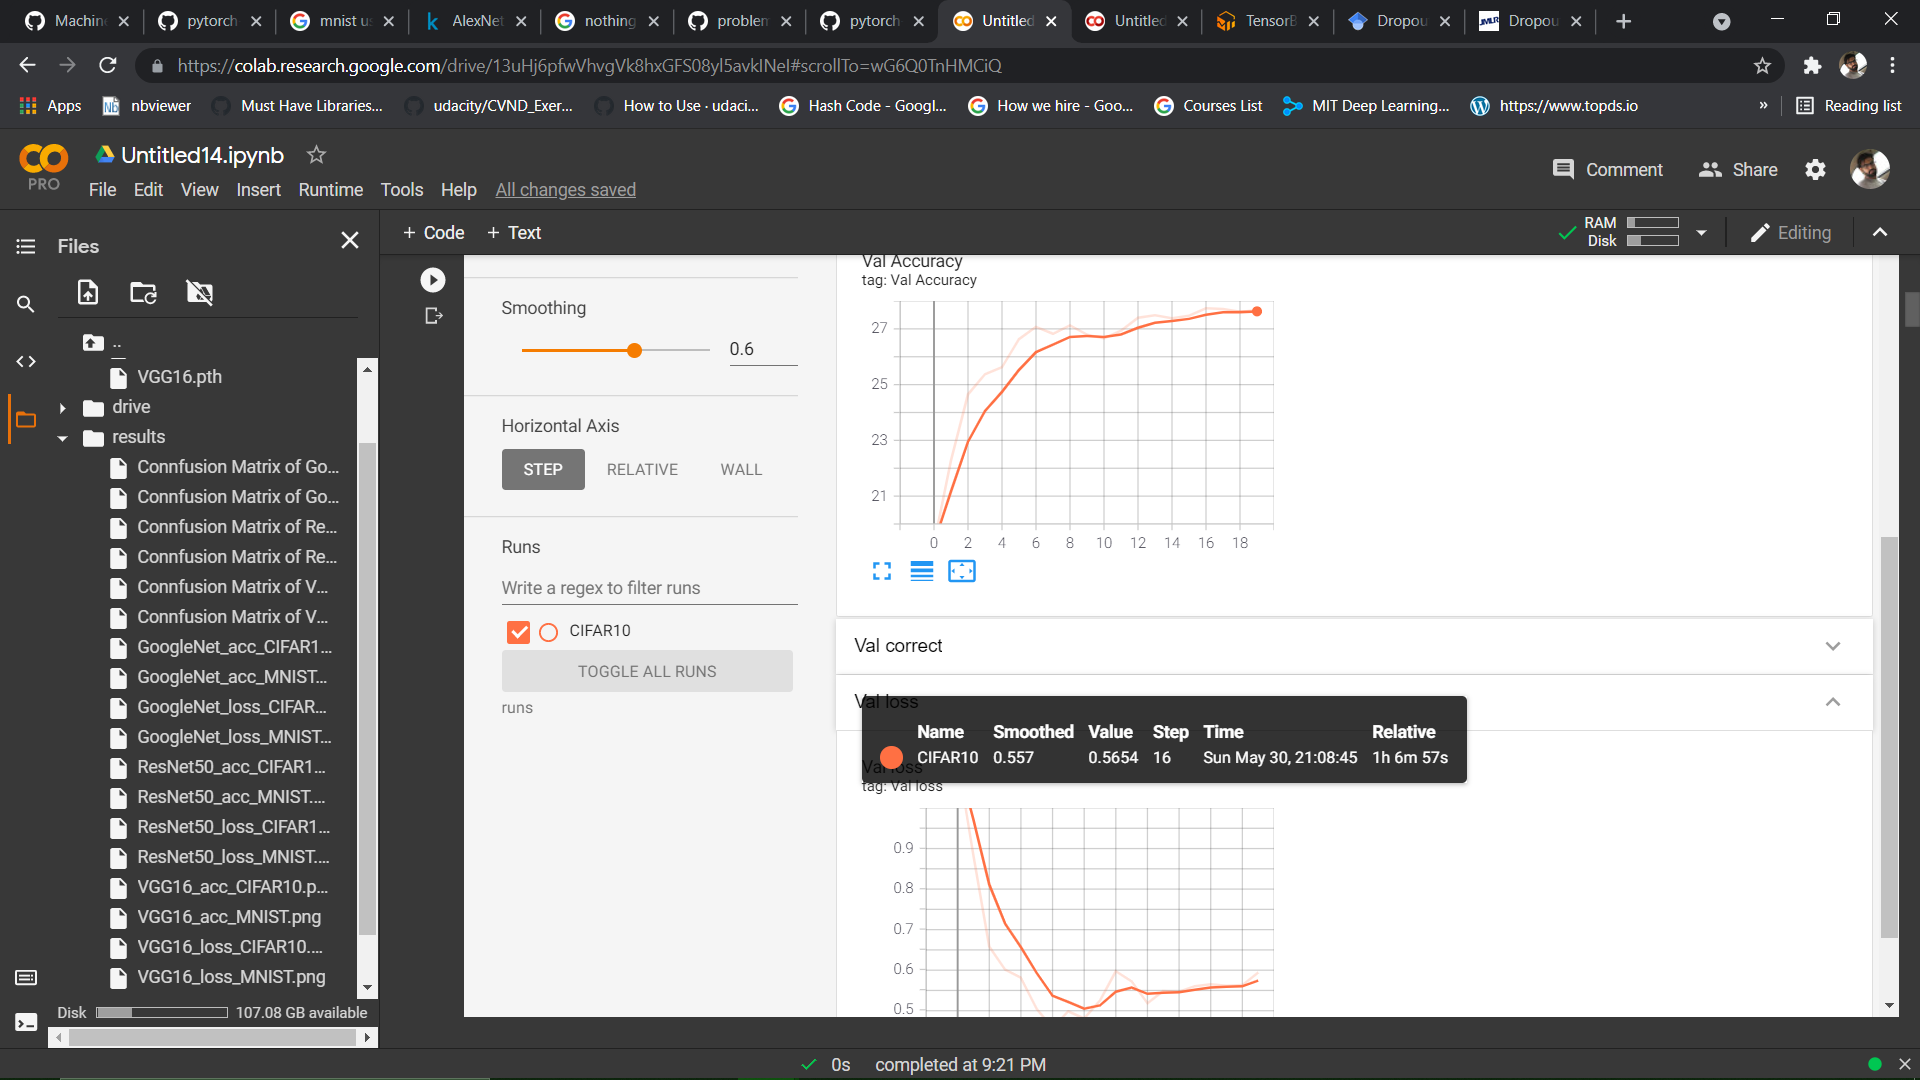 Machine
pytorch
mnist us
AlexNet
nothing
problem
pytorch
Untitled
Untitled
TensorB
Dropou
JMLR
Dropou
https://colab.research.google.com/drive/13uHj6pfwVhvgVk8hxGFS08yl5avkINeI#scrollTo=wG6Q0TnHMCiQ
Apps
Nb
nbviewer
Must Have Libraries...
udacity/CVND_Exer...
How to Use · udaci...
Hash Code - Googl...
How we hire - Goo...
Courses List
MIT Deep Learning...
https://www.topds.io
»
Reading list
PRO
Untitled14.ipynb
File Edit View Insert Runtime Tools Help All changes saved
Comment
Share
Files
+ Code + Text
RAM
Disk
Editing
..
VGG16.pth
drive
results
Connfusion Matrix of Go...
Connfusion Matrix of Go...
Connfusion Matrix of Re...
Connfusion Matrix of Re...
Connfusion Matrix of V...
Connfusion Matrix of V...
GoogleNet_acc_CIFAR1...
GoogleNet_acc_MNIST...
GoogleNet_loss_CIFAR...
GoogleNet_loss_MNIST...
ResNet50_acc_CIFAR1...
ResNet50_acc_MNIST....
ResNet50_loss_CIFAR1...
ResNet50_loss_MNIST....
VGG16_acc_CIFAR10.p...
VGG16_acc_MNIST.png
VGG16_loss_CIFAR10....
VGG16_loss_MNIST.png
Disk
107.08 GB available
Smoothing
0.6
Horizontal Axis
STEP RELATIVE WALL
Runs
Write a regex to filter runs
CIFAR10
TOGGLE ALL RUNS
runs
Val Accuracy
tag: Val Accuracy
27
25
23
21
0 2 4 6 8 10 12 14 16 18
Val correct
Val loss
Name Smoothed Value Step Time Relative
CIFAR10 0.557 0.5654 16 Sun May 30, 21:08:45 1h 6m 57s
Val loss
tag: Val loss
0.9
0.8
0.7
0.6
0.5
0s completed at 9:21 PM